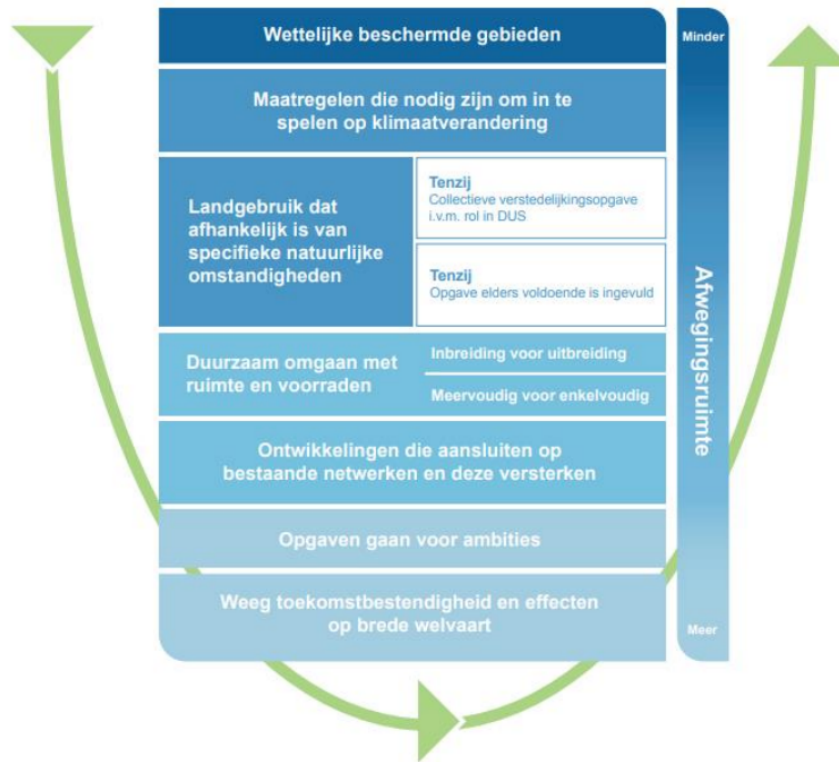 Wettelijke beschermde gebieden
Minder
Maatregelen die nodig zijn om in te
spelen op klimaatverandering
Landgebruik dat
afhankelijk is van
specifieke natuurlijke
omstandigheden
Tenzij
Collectieve verstedelijkingsopgave
i.v.m. rol in DUS
Tenzij
Opgave elders voldoende is ingevuld
Duurzaam omgaan met
ruimte en voorraden
Inbreiding voor uitbreiding
Meervoudig voor enkelvoudig
Ontwikkelingen die aansluiten op
bestaande netwerken en deze versterken
Opgaven gaan voor ambities
Weeg toekomstbestendigheid en effecten
op brede welvaart
Afwegingsruimte
Meer